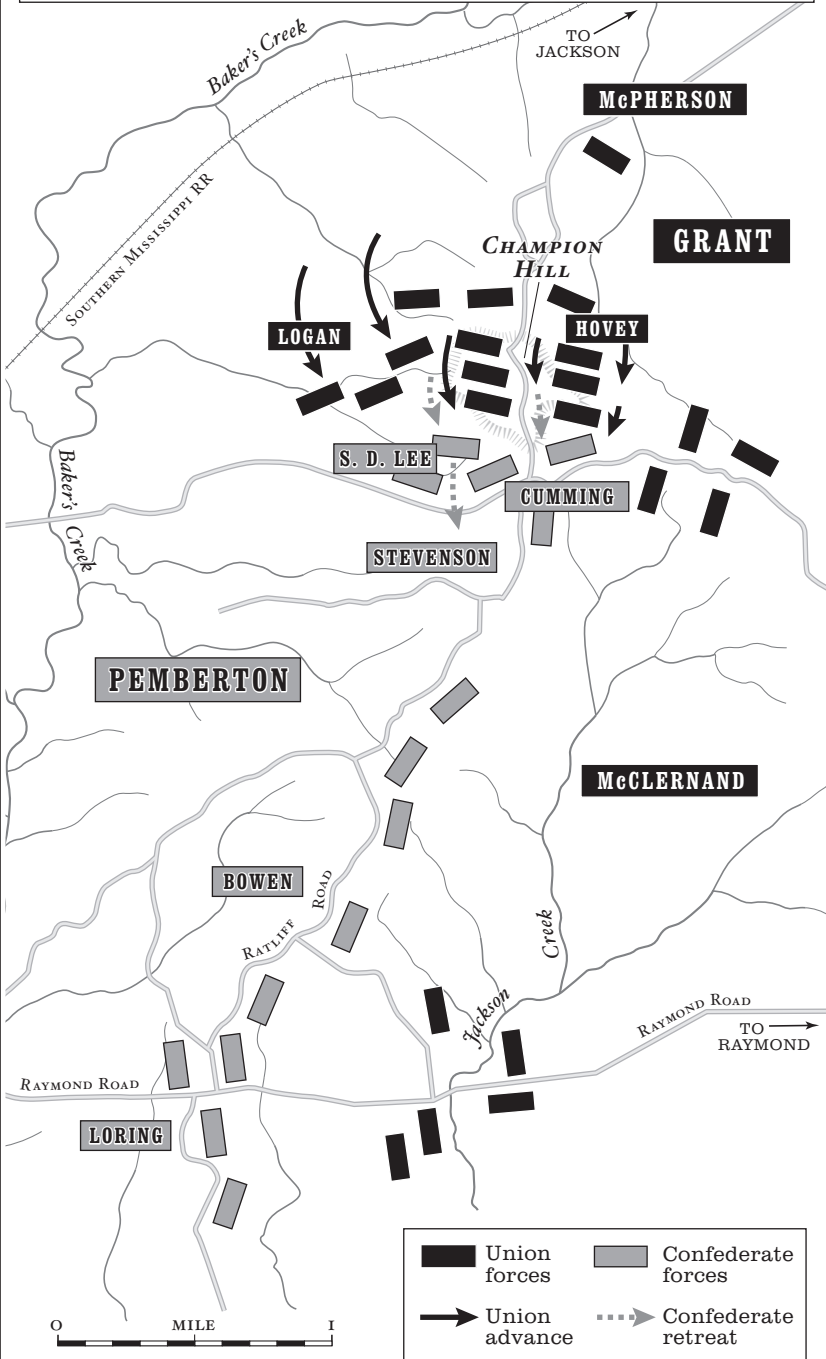 Baker's Creek
TO
JACKSON
McPHERSON
SOUTHERN MISSISSIPPI RR
GRANT
CHAMPION
HILL
LOGAN
HOVEY
Baker's
Creek
S. D. LEE
CUMMING
STEVENSON
PEMBERTON
McCLERNAND
BOWEN
RATLIFF
ROAD
Creek
Jackson
RAYMOND ROAD
TO
RAYMOND
RAYMOND ROAD
LORING
Union
forces
Confederate
forces
Union
advance
Confederate
retreat
0 MILE 1